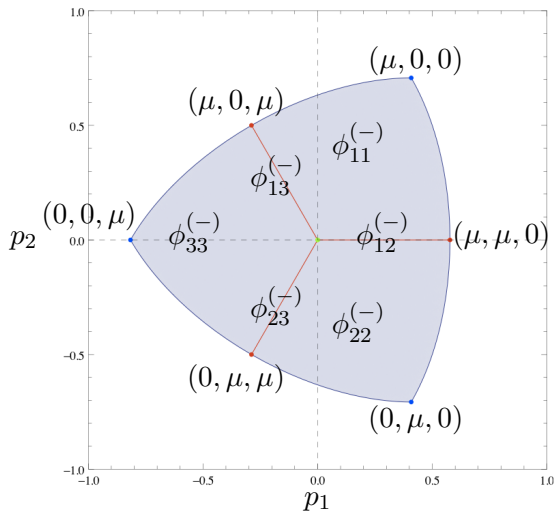 1.0
(μ, 0, 0)
(μ, 0, μ)
0.5
ϕ₁₁⁽⁻⁾
ϕ₁₃⁽⁻⁾
(0, 0, μ)
p₂ 0.0
ϕ₃₃⁽⁻⁾
ϕ₁₂⁽⁻⁾
(μ, μ, 0)
ϕ₂₃⁽⁻⁾
ϕ₂₂⁽⁻⁾
-0.5
(0, μ, μ)
(0, μ, 0)
-1.0
-1.0 -0.5 0.0 0.5 1.0
p₁